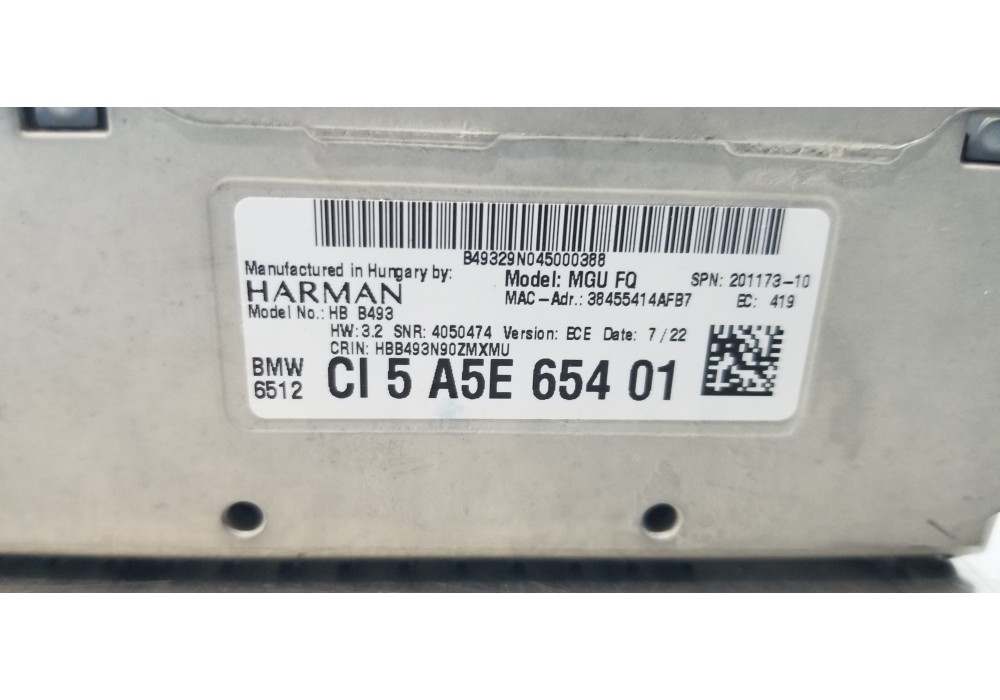 B49329N045000388
Manufactured in Hungary by:
HARMAN
Model No.: HB B493
Model: MGU FQ
MAC-Adr.: 38455414AFB7
SPN: 201173-10
EC: 419
HW: 3.2 SNR: 4050474 Version: ECE Date: 7/22
CRIN: HBB493N90ZMXMU
BMW
6512
CI 5 A5E 654 01